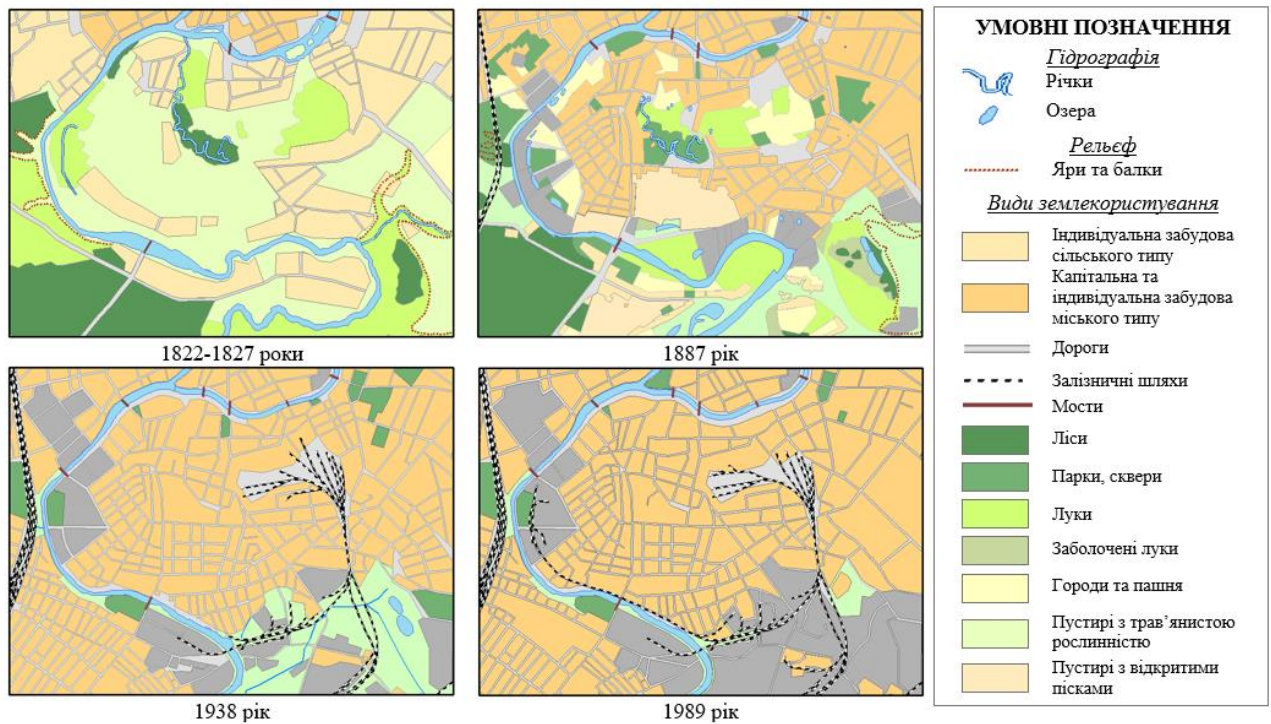 1822-1827 роки
1887 рік
1938 рік
1989 рік
УМОВНІ ПОЗНАЧЕННЯ
Гідрографія
Річки
Озера
Рельєф
Яри та балки
Види землекористування
Індивідуальна забудова
сільського типу
Капітальна та
індивідуальна забудова
міського типу
Дороги
Залізничні шляхи
Мости
Ліси
Парки, сквери
Луки
Заболочені луки
Городи та пашня
Пустирі з трав’янистою
рослинністю
Пустирі з відкритими
пісками